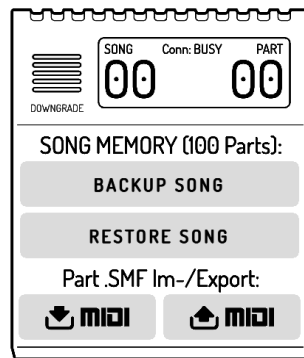 SONG Conn: BUSY PART
00 00
DOWNGRADE
SONG MEMORY (100 Parts):
BACKUP SONG
RESTORE SONG
Part .SMF Im-/Export:
MIDI MIDI